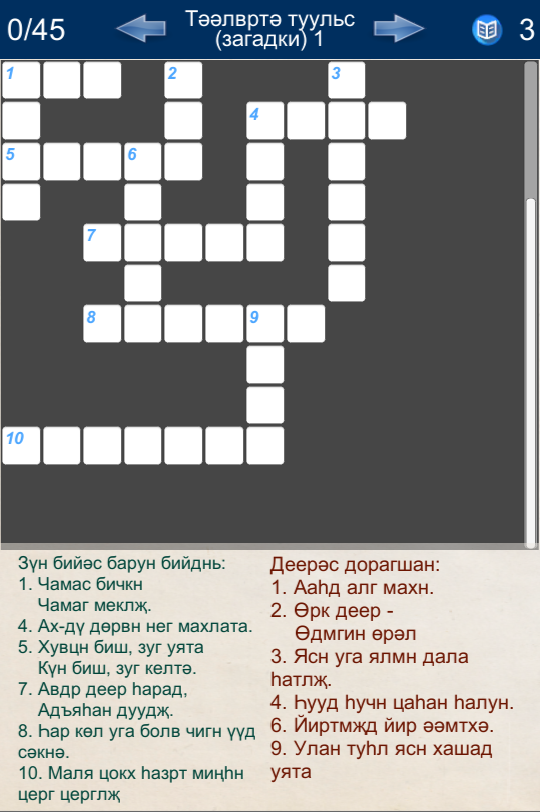 0/45
Тәәлвртә туульс
(загадки) 1
3
1
2
3
4
5
6
7
8
9
10
Зүн бийәс барун бийднь:
1. Чамас бичкн
Чамаг меклҗ.
4. Ах-дү дөрвн нег махлата.
5. Хувцн биш, зуг уята
Күн биш, зуг келтә.
7. Авдр деер һарад,
Адъяһан дуудҗ.
8. Һар көл уга болв чигн үүд
сәкнә.
10. Маля цокх һазрт миңһн
церг церглҗ
Деерәс дорагшан:
1. Ааһд алг махн.
2. Өрк деер -
Өдмгин өрәл
3. Ясн уга ялмн дала
һатлҗ.
4. Һууд һучн цаһан һалун.
6. Йиртмҗд йир әәмтхә.
9. Улан туһл ясн хашад
уята